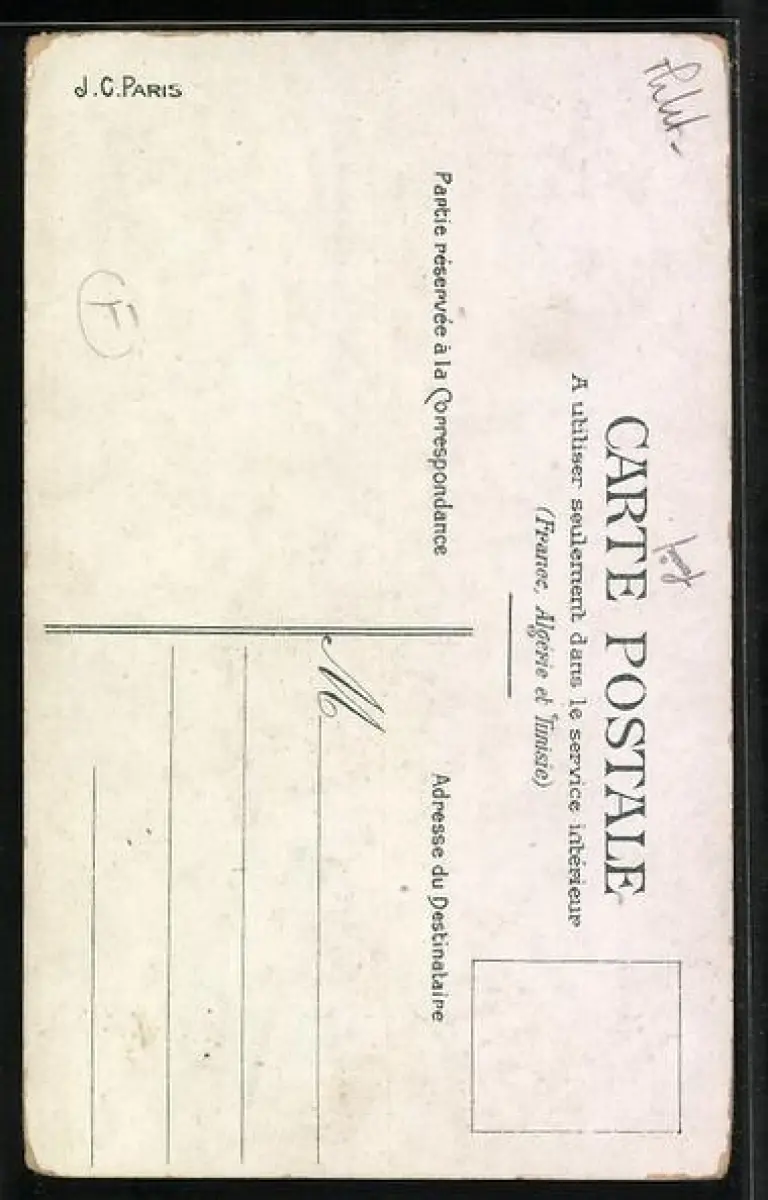 CARTE POSTALE
A utiliser seulement dans le service intérieur
(France, Algérie et Tunisie)
Partie réservée à la Correspondance
Adresse du Destinataire
M
J.C.PARIS
F